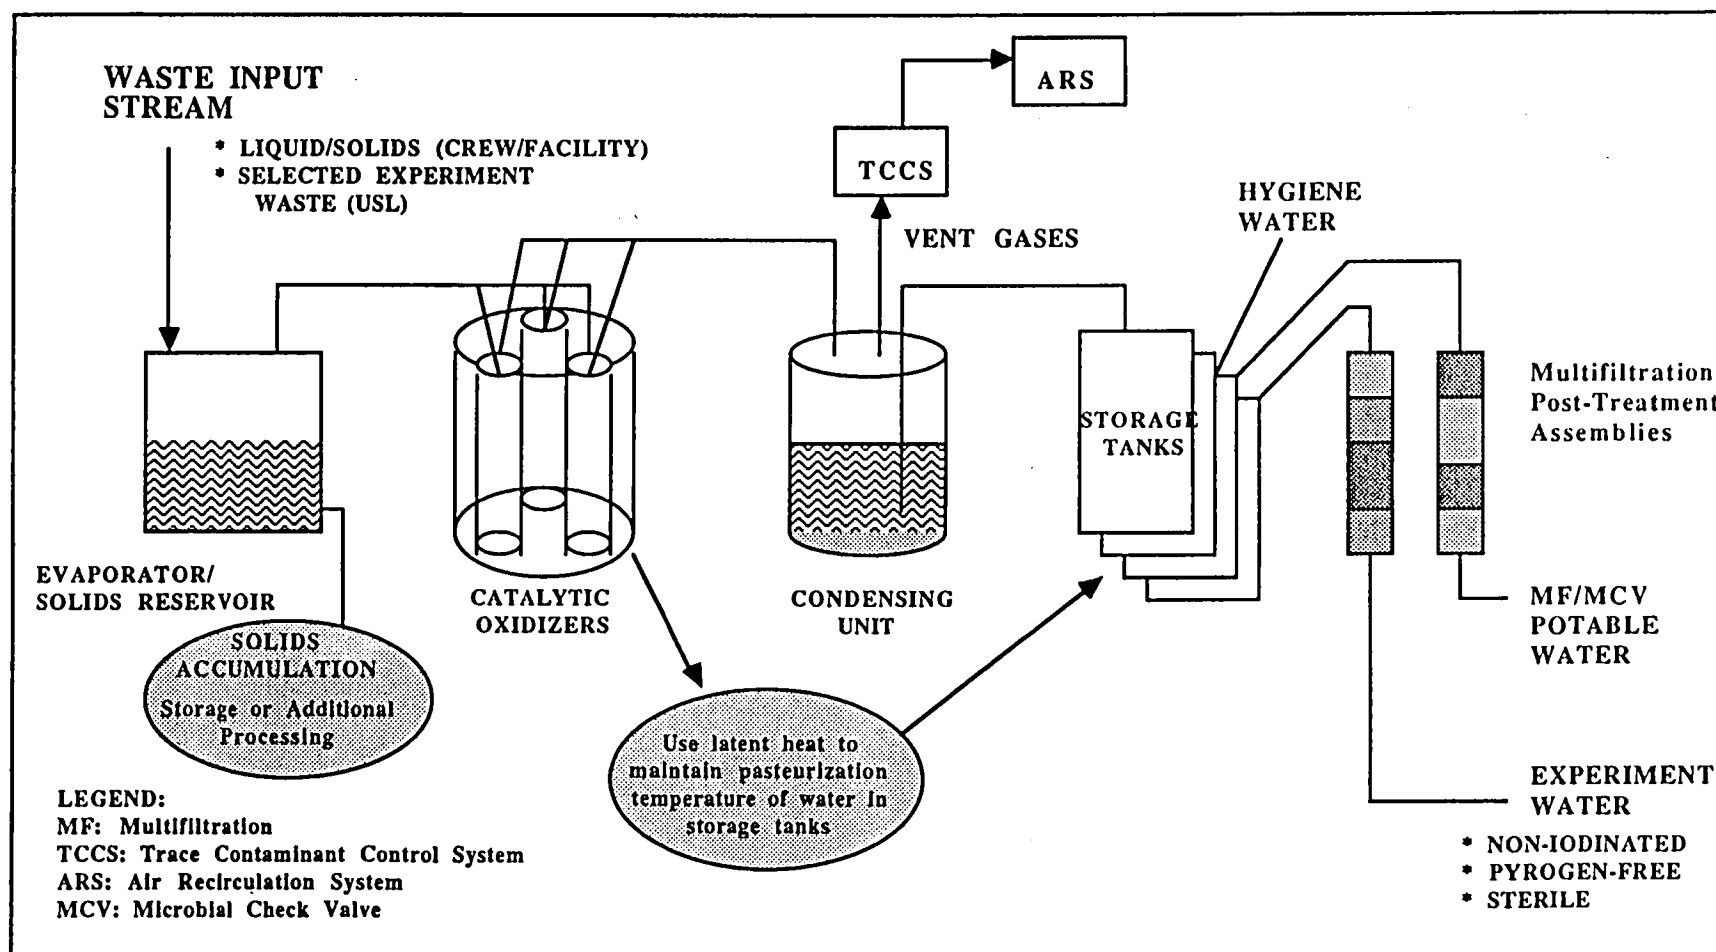 WASTE INPUT
STREAM
* LIQUID/SOLIDS (CREW/FACILITY)
* SELECTED EXPERIMENT
WASTE (USL)
ARS
TCCS
VENT GASES
HYGIENE
WATER
STORAGE
TANKS
Multifiltration
Post-Treatment
Assemblies
EVAPORATOR/
SOLIDS RESERVOIR
CATALYTIC
OXIDIZERS
CONDENSING
UNIT
MF/MCV
POTABLE
WATER
SOLIDS
ACCUMULATION
Storage or Additional
Processing
Use latent heat to
maintain pasteurization
temperature of water in
storage tanks
EXPERIMENT
WATER
* NON-IODINATED
* PYROGEN-FREE
* STERILE
LEGEND:
MF: Multifiltration
TCCS: Trace Contaminant Control System
ARS: Air Recirculation System
MCV: Microbial Check Valve